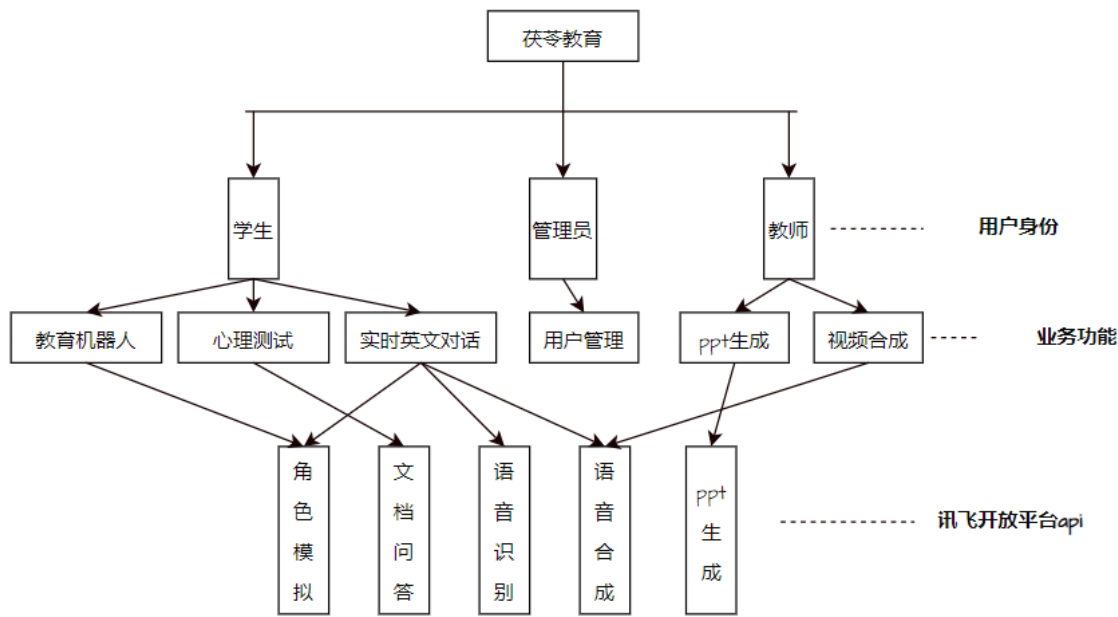 茯苓教育
学生
管理员
教师
用户身份
教育机器人
心理测试
实时英文对话
用户管理
ppt生成
视频合成
业务功能
角色模拟
文档问答
语音识别
语音合成
ppt生成
讯飞开放平台api